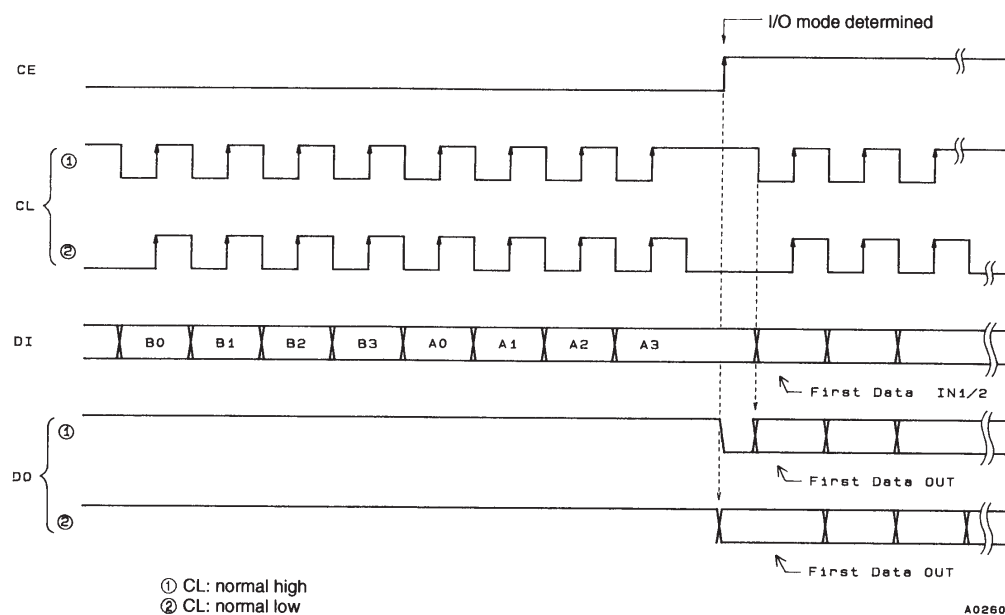 I/O mode determined
CE
①
CL
②
DI B0 B1 B2 B3 A0 A1 A2 A3
First Data IN1/2
①
First Data OUT
DO
②
First Data OUT
① CL: normal high
② CL: normal low
A0260